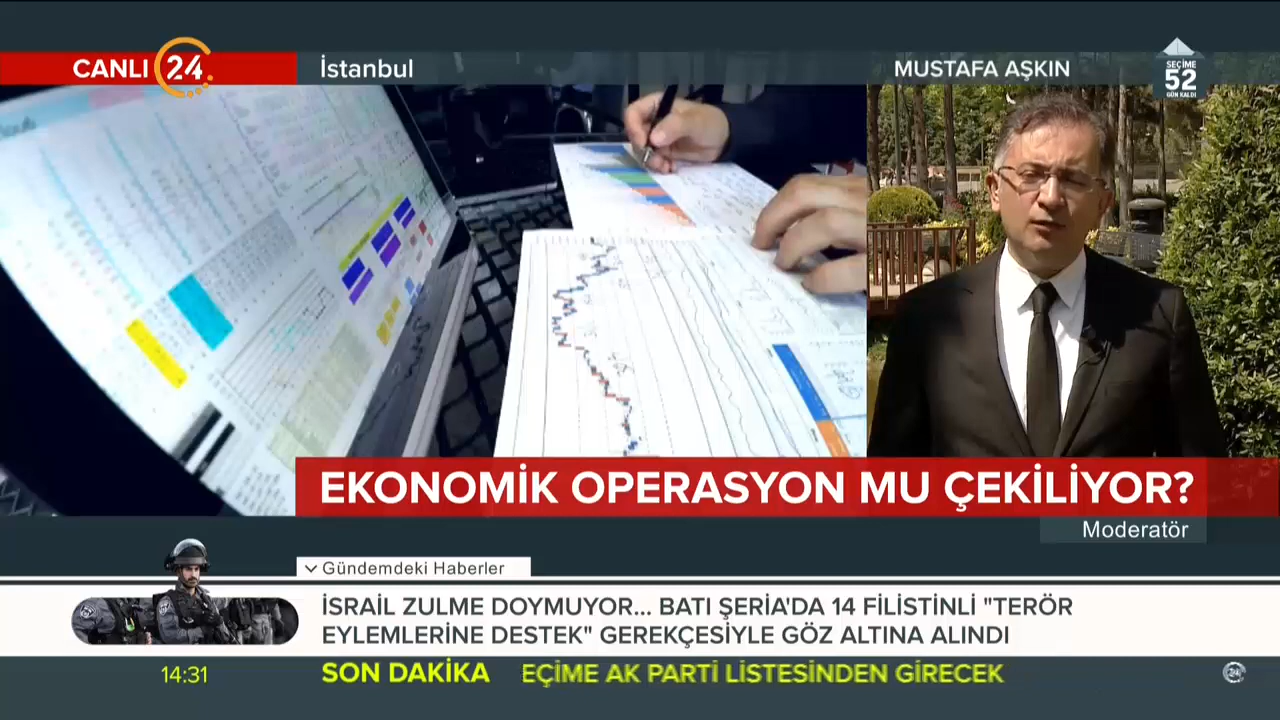 CANLI 24
İstanbul
MUSTAFA AŞKIN
SEÇİME
52
GÜN KALDI
EKONOMİK OPERASYON MU ÇEKİLİYOR?
Moderatör
Gündemdeki Haberler
İSRAİL ZULME DOYMUYOR... BATI ŞERİA'DA 14 FİLİSTİNLİ "TERÖR
EYLEMLERİNE DESTEK" GEREKÇESİYLE GÖZ ALTINA ALINDI
14:31
SON DAKİKA
EÇİME AK PARTİ LİSTESİNDEN GİRECEK
24